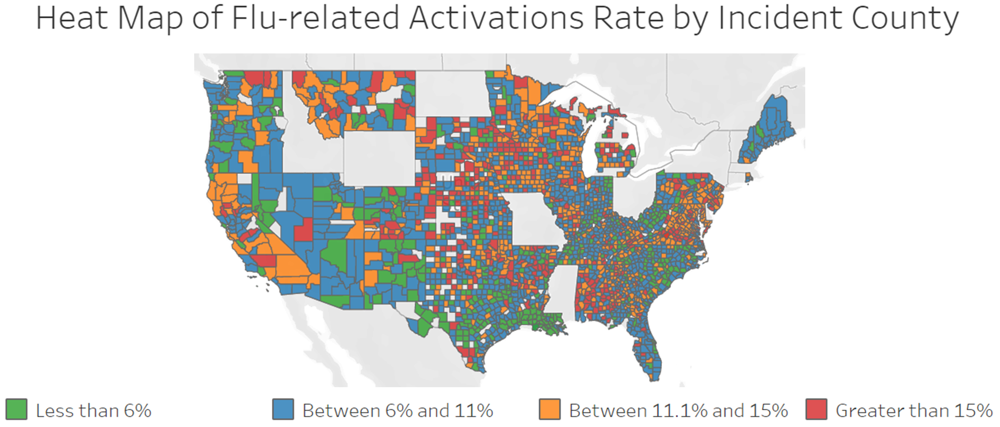 Heat Map of Flu-related Activations Rate by Incident County
Less than 6%
Between 6% and 11%
Between 11.1% and 15%
Greater than 15%